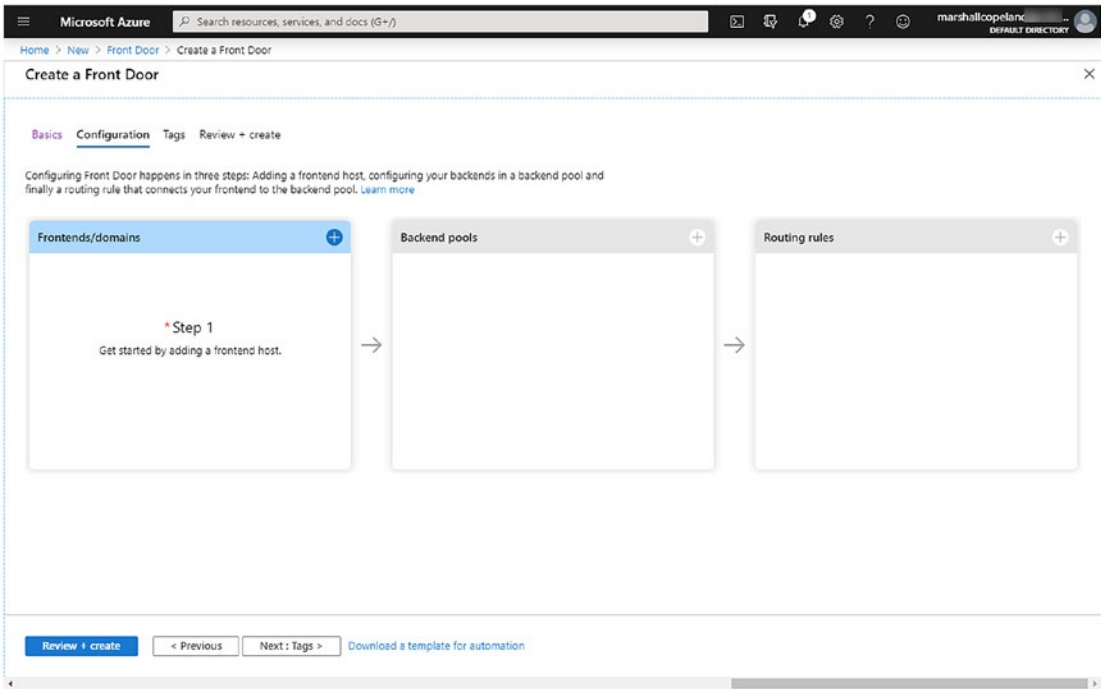 Microsoft Azure
Search resources, services, and docs (G+/)
1
?
marshallcopelan
...
DEFAULT DIRECTORY
Home > New > Front Door > Create a Front Door
Create a Front Door
Basics Configuration Tags Review + create
Configuring Front Door happens in three steps: Adding a frontend host, configuring your backends in a backend pool and
finally a routing rule that connects your frontend to the backend pool. Learn more
Frontends/domains
* Step 1
Get started by adding a frontend host.
Backend pools
Routing rules
Review + create
< Previous
Next : Tags >
Download a template for automation